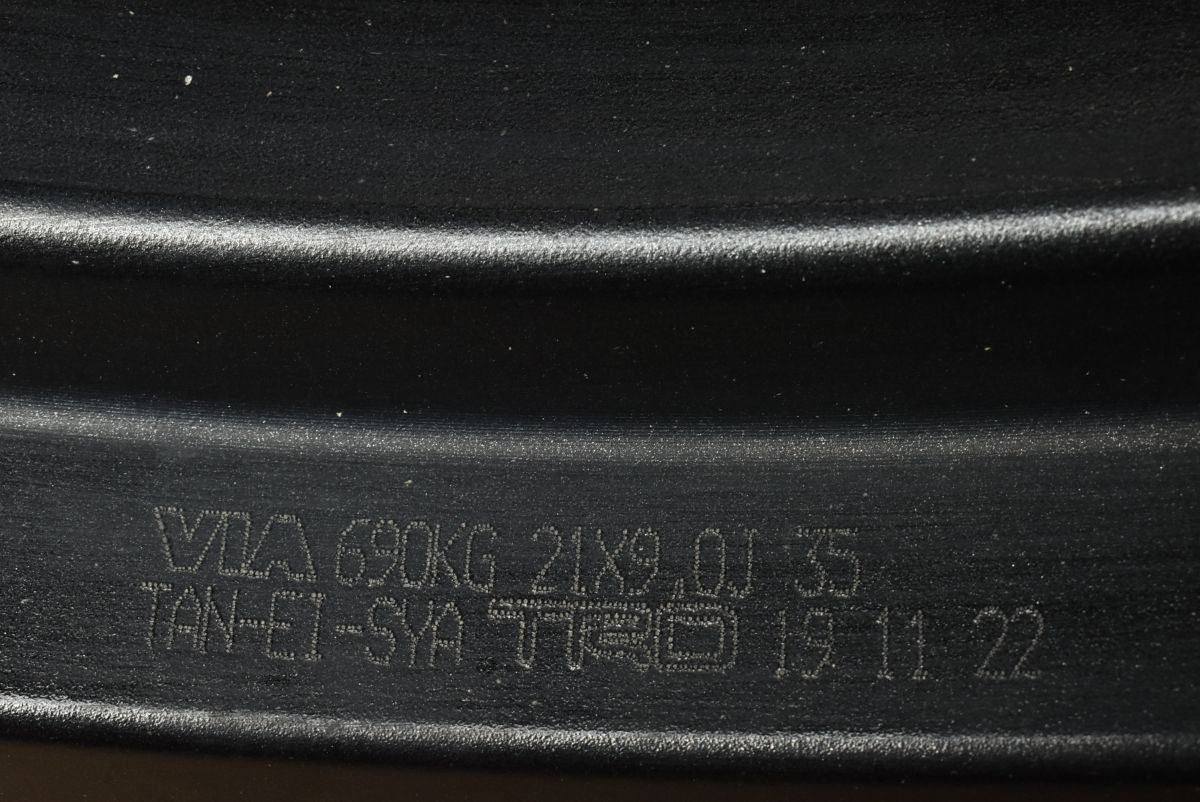 VIA 690KG 21X9.0J 35
TAN-EI-SYA TRD 19 11 22